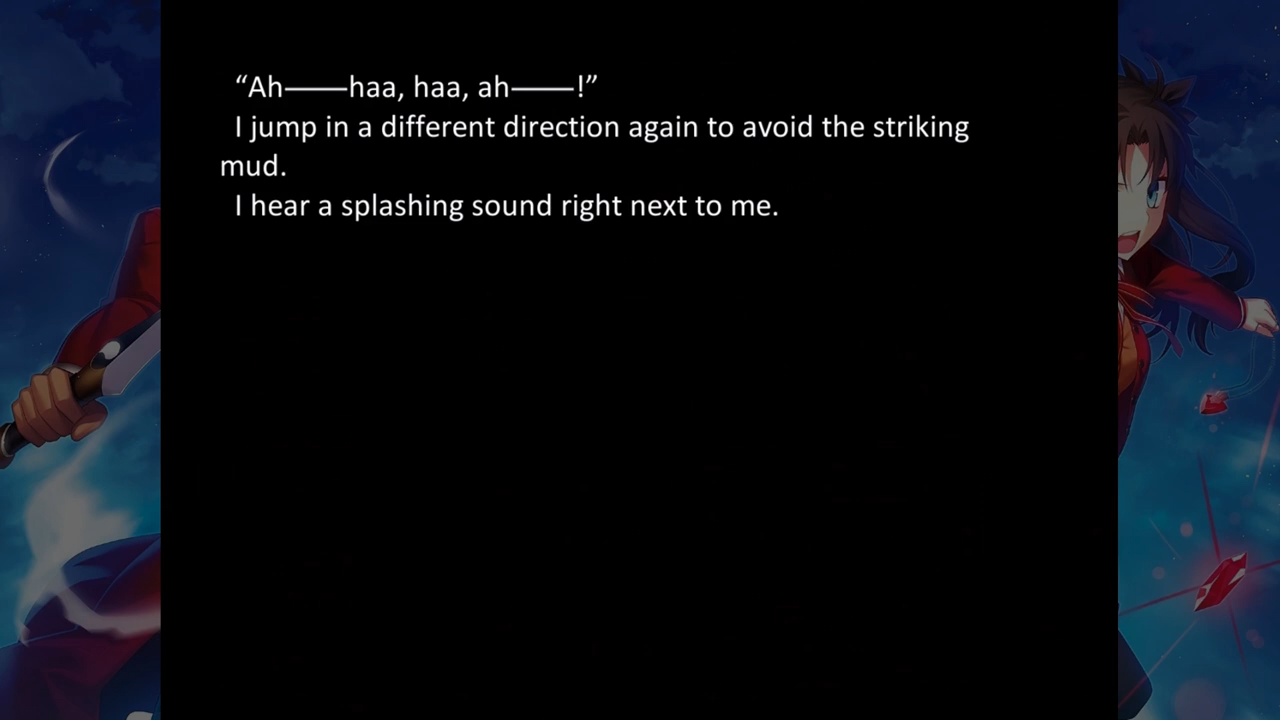 “Ah——haa, haa, ah——!”
I jump in a different direction again to avoid the striking
mud.
I hear a splashing sound right next to me.